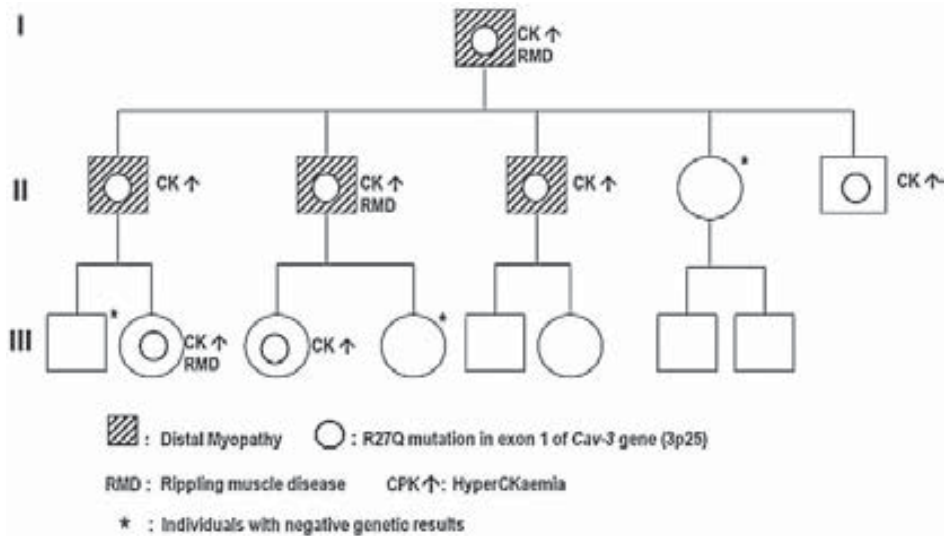 I
CK ↑
RMD
II
CK ↑
CK ↑
RMD
CK ↑
*
CK ↑
III
*
CK ↑
RMD
CK ↑
*
: Distal Myopathy
: R27Q mutation in exon 1 of Cav-3 gene (3p25)
RMD : Rippling muscle disease
CPK↑: HyperCKaemia
* : Individuals with negative genetic results